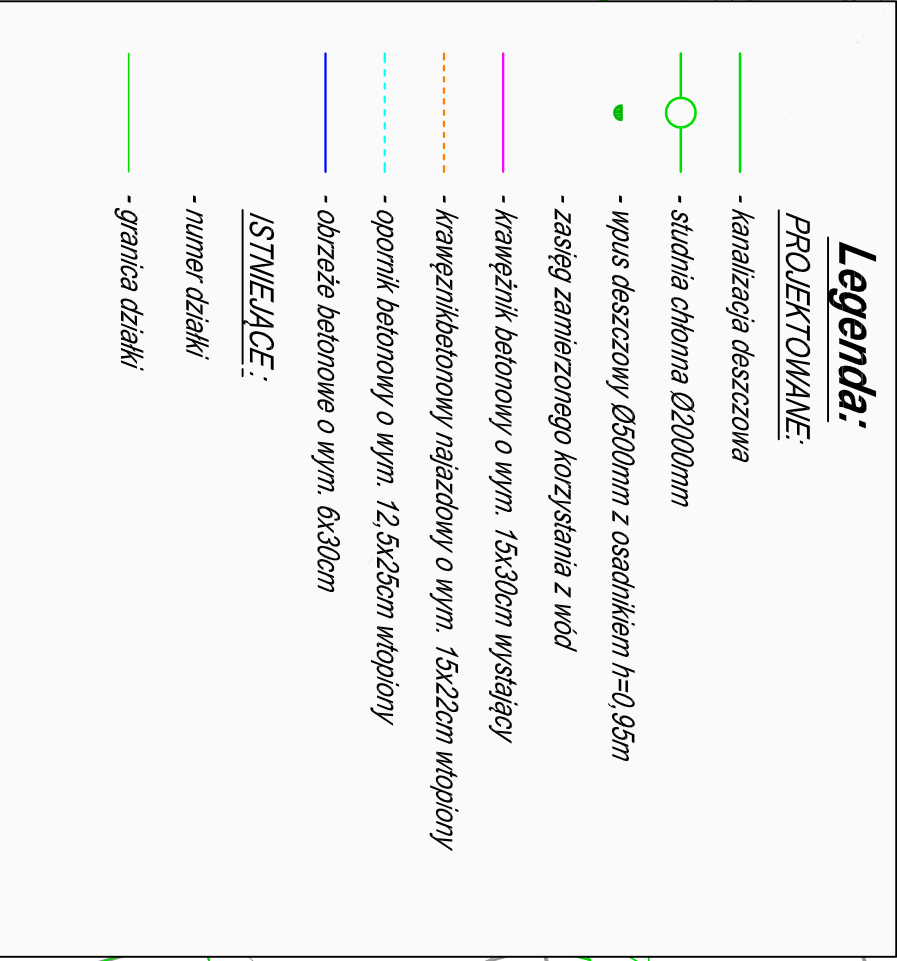 Legenda:
PROJEKTOWANE:
- kanalizacja deszczowa
- studnia chłonna Ø2000mm
- wpus deszczowy Ø500mm z osadnikiem h=0,95m
- zasięg zamierzonego korzystania z wód
- krawężnik betonowy o wym. 15x30cm wystający
- krawęznikbetonowy najazdowy o wym. 15x22cm wtopiony
- opornik betonowy o wym. 12,5x25cm wtopiony
- obrzeże betonowe o wym. 6x30cm
ISTNIEJĄCE :
- numer działki
- granica działki